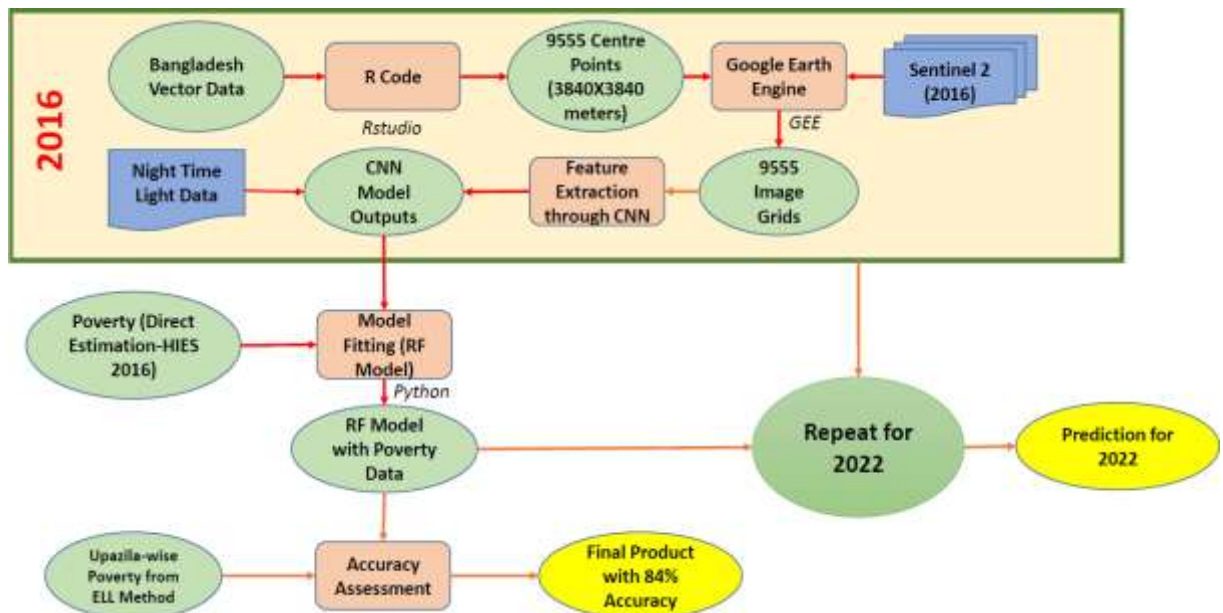 2016
Bangladesh
Vector Data
R Code
Rstudio
9555 Centre
Points
(3840X3840
meters)
Google Earth
Engine
GEE
Sentinel 2
(2016)
Night Time
Light Data
CNN
Model
Outputs
Feature
Extraction
through CNN
9555
Image
Grids
Poverty (Direct
Estimation-HIES
2016)
Model
Fitting (RF
Model)
Python
RF Model
with Poverty
Data
Repeat for
2022
Prediction for
2022
Upazila-wise
Poverty from
ELL Method
Accuracy
Assessment
Final Product
with 84%
Accuracy